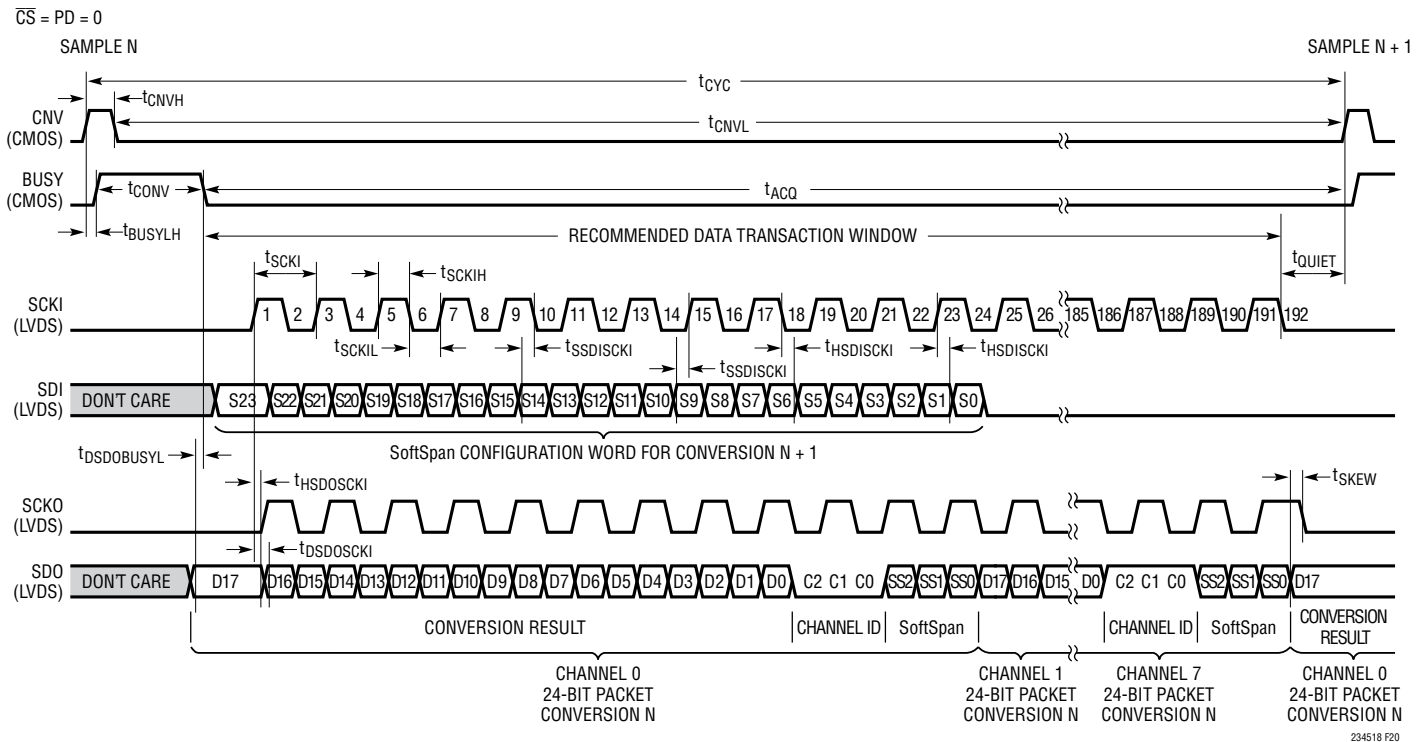 CS = PD = 0
SAMPLE N
SAMPLE N + 1
tCYC
tCNVH
CNV
(CMOS)
tCNVL
BUSY
(CMOS)
tCONV
tACQ
tBUSYLH
RECOMMENDED DATA TRANSACTION WINDOW
tSCKI
tSCKIH
tQUIET
SCKI
(LVDS)
1 2 3 4 5 6 7 8 9 10 11 12 13 14 15 16 17 18 19 20 21 22 23 24 25 26 185 186 187 188 189 190 191 192
tSCKIL
tSSDISCKI
tSSDISCKI
tHSDISCKI
tHSDISCKI
SDI
(LVDS)
DON'T CARE S23 S22 S21 S20 S19 S18 S17 S16 S15 S14 S13 S12 S11 S10 S9 S8 S7 S6 S5 S4 S3 S2 S1 S0
SoftSpan CONFIGURATION WORD FOR CONVERSION N + 1
tDSDOBUSYL
tHSDOSCKI
SCKO
(LVDS)
tSKEW
tDSDOSCKI
SDO
(LVDS)
DON'T CARE D17 D16 D15 D14 D13 D12 D11 D10 D9 D8 D7 D6 D5 D4 D3 D2 D1 D0 C2 C1 C0 SS2 SS1 SS0 D17 D16 D15 D0 C2 C1 C0 SS2 SS1 SS0 D17
CONVERSION RESULT
CHANNEL ID
SoftSpan
CHANNEL ID
SoftSpan
CONVERSION
RESULT
CHANNEL 0
24-BIT PACKET
CONVERSION N
CHANNEL 1
24-BIT PACKET
CONVERSION N
CHANNEL 7
24-BIT PACKET
CONVERSION N
CHANNEL 0
24-BIT PACKET
CONVERSION N
234518 F20